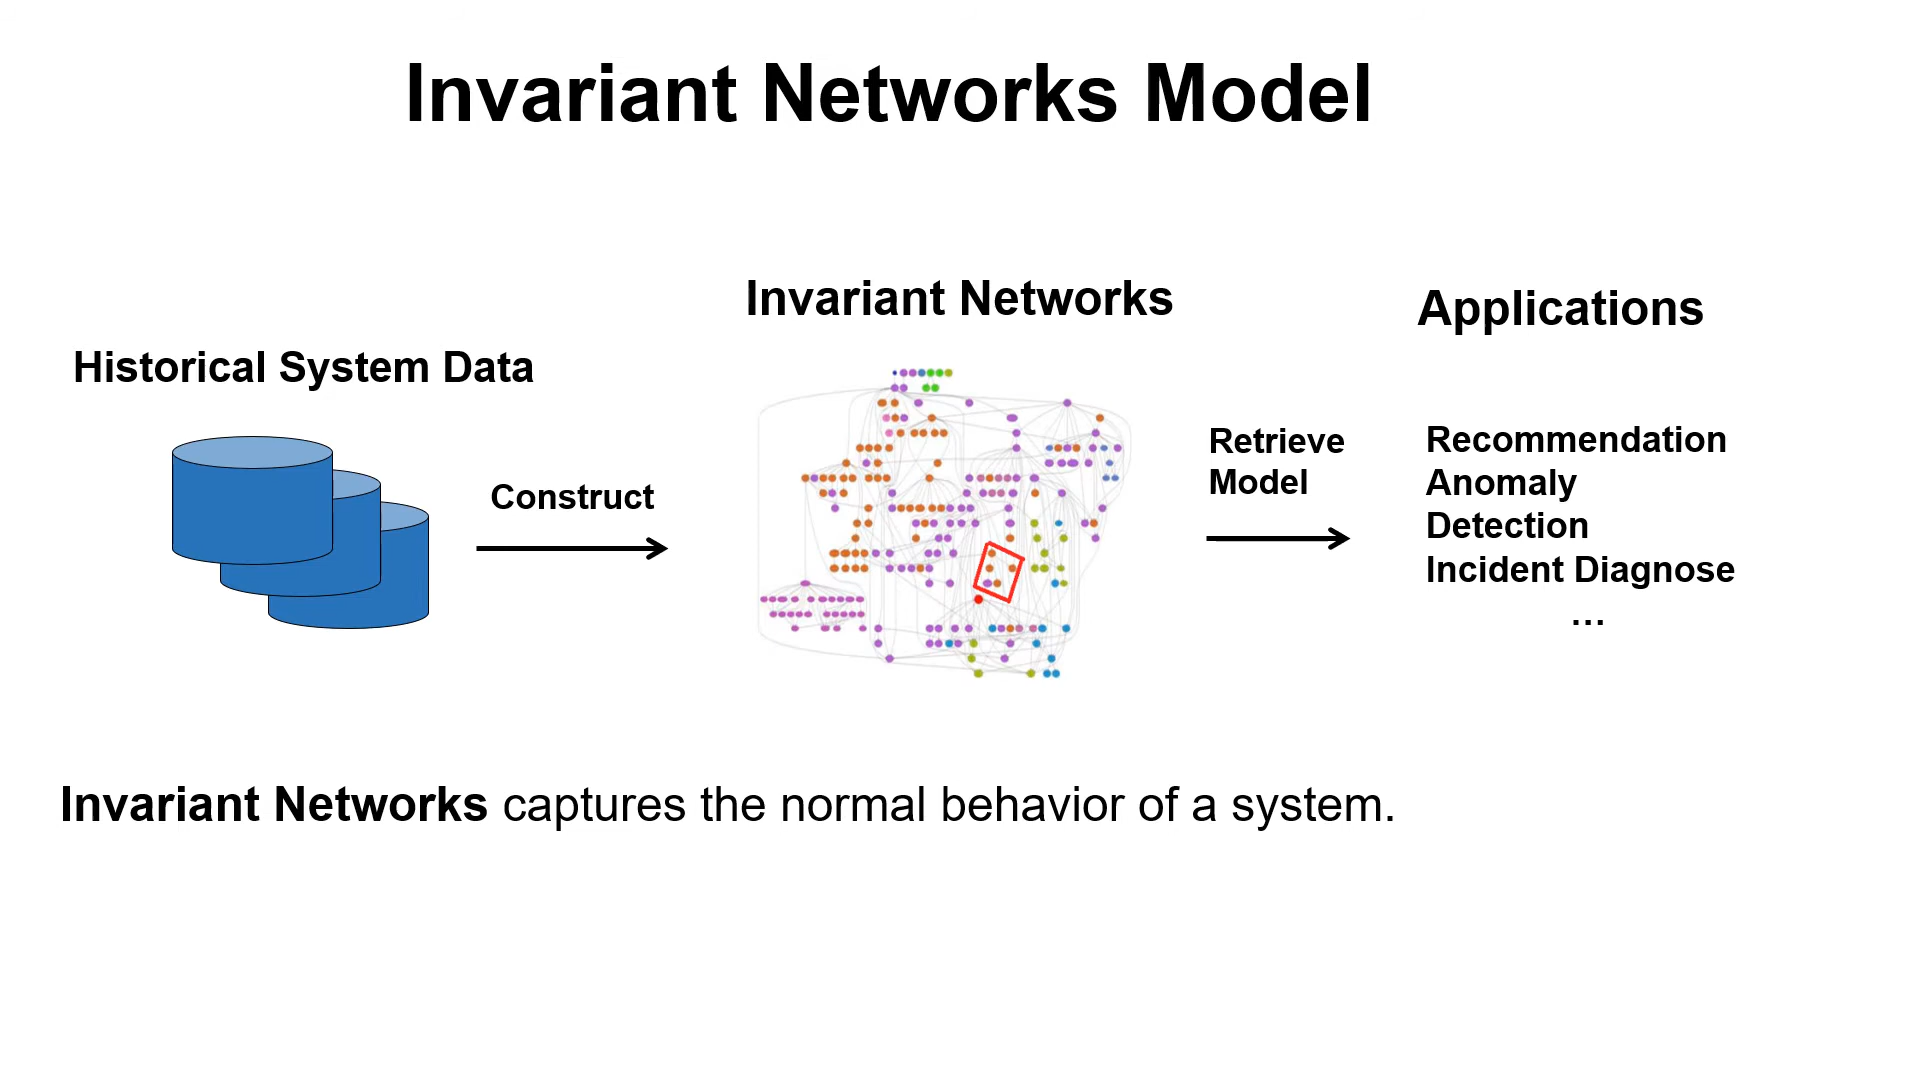 Invariant Networks Model
Historical System Data
Construct
Invariant Networks
Retrieve
Model
Applications
Recommendation
Anomaly
Detection
Incident Diagnose
...
Invariant Networks captures the normal behavior of a system.